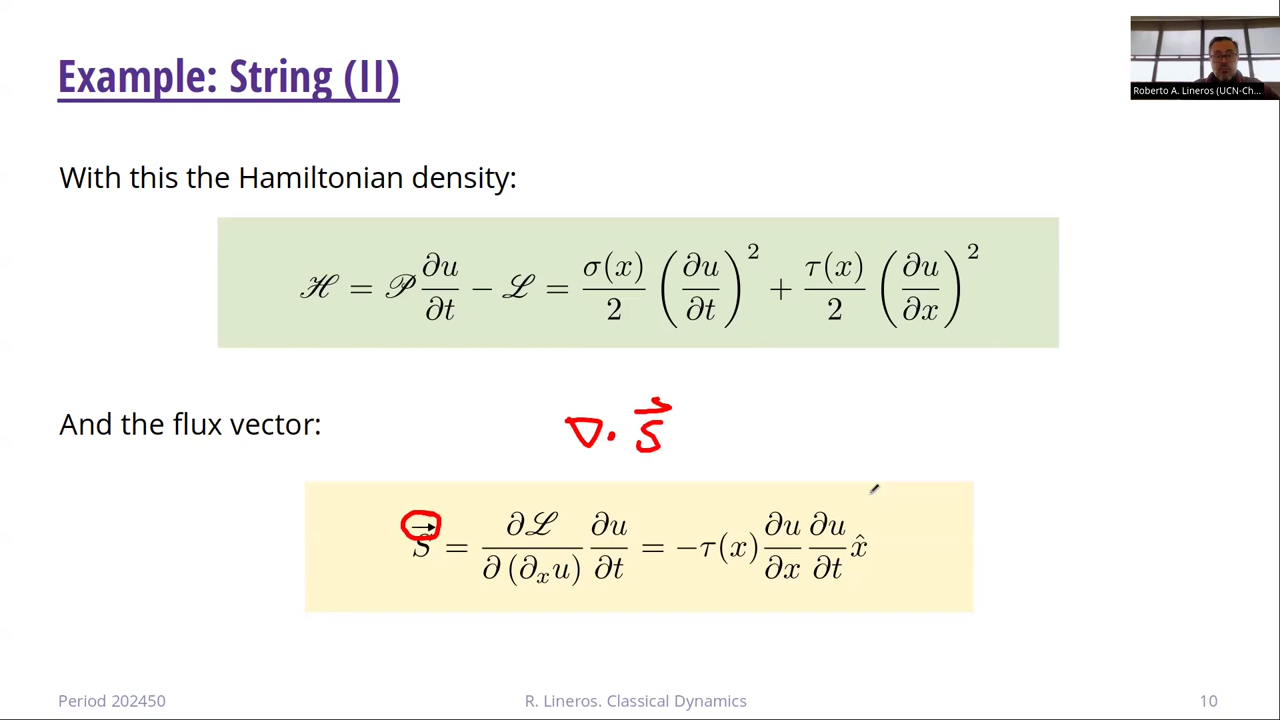 Example: String (II)
Roberto A. Lineros (UCN-Ch...
With this the Hamiltonian density:
ℋ = 𝒫 ∂u/∂t − ℒ = σ(x)/2 (∂u/∂t)² + τ(x)/2 (∂u/∂x)²
And the flux vector:
∇·S⃗
S⃗ = ∂ℒ/∂(∂ₓu) ∂u/∂t = −τ(x) ∂u/∂x ∂u/∂t x̂
Period 202450
R. Lineros. Classical Dynamics
10